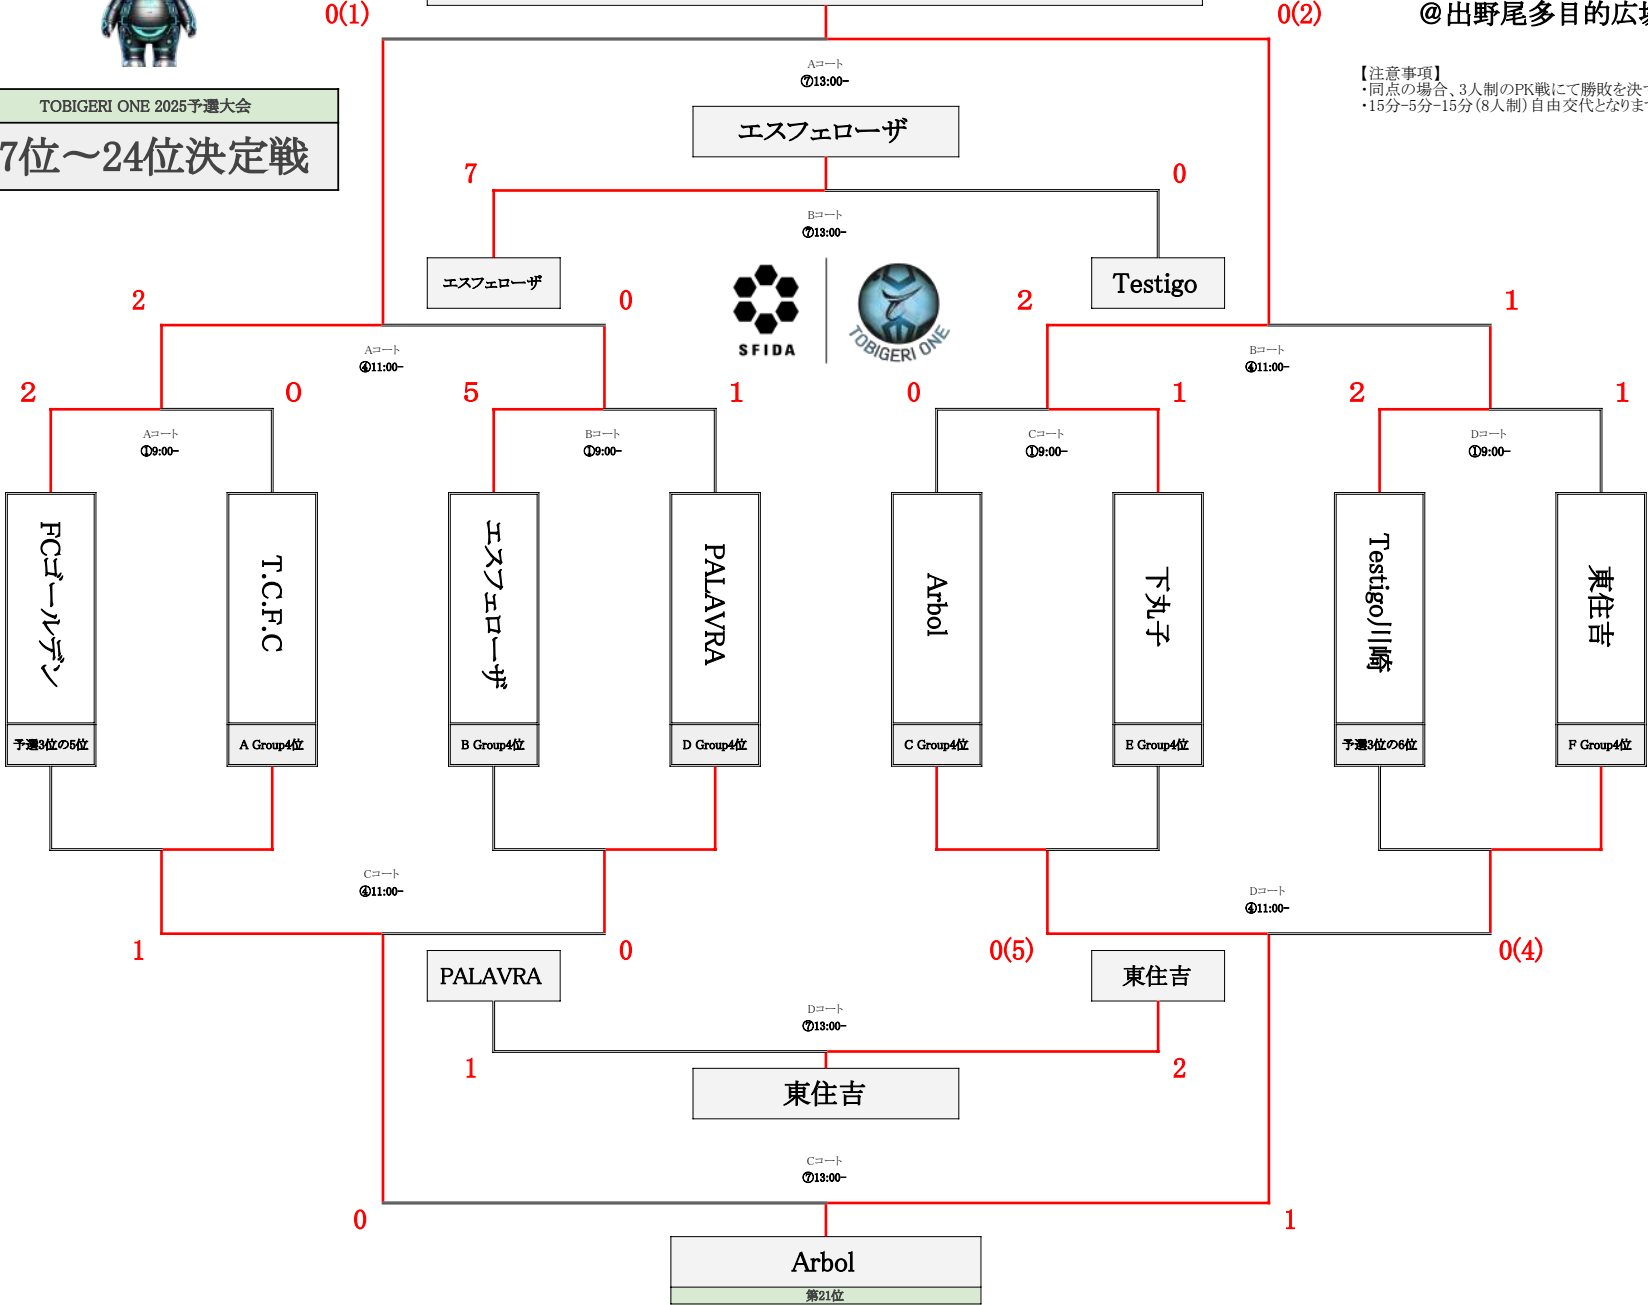 0(1)
0(2)
@出野尾多目的広場
Aコート
⑦13:00-
【注意事項】
・同点の場合、3人制のPK戦にて勝敗を決
・15分-5分-15分(8人制)自由交代となりま
TOBIGERI ONE 2025予選大会
7位～24位決定戦
エスフェローザ
7
0
Bコート
⑦13:00-
エスフェローザ
Testigo
2
0
2
1
SFIDA
TOBIGERI ONE
Aコート
④11:00-
Bコート
④11:00-
2
0
5
1
0
1
2
1
Aコート
①9:00-
Bコート
①9:00-
Cコート
①9:00-
Dコート
①9:00-
FCゴールデン
T.C.F.C
エスフェローザ
PALAVRA
Arbol
下丸子
Testigo川崎
東住吉
予選3位の5位
A Group4位
B Group4位
D Group4位
C Group4位
E Group4位
予選3位の6位
F Group4位
Cコート
④11:00-
Dコート
④11:00-
1
0
0(5)
0(4)
PALAVRA
東住吉
Dコート
⑦13:00-
1
2
東住吉
Cコート
⑦13:00-
0
1
Arbol
第21位